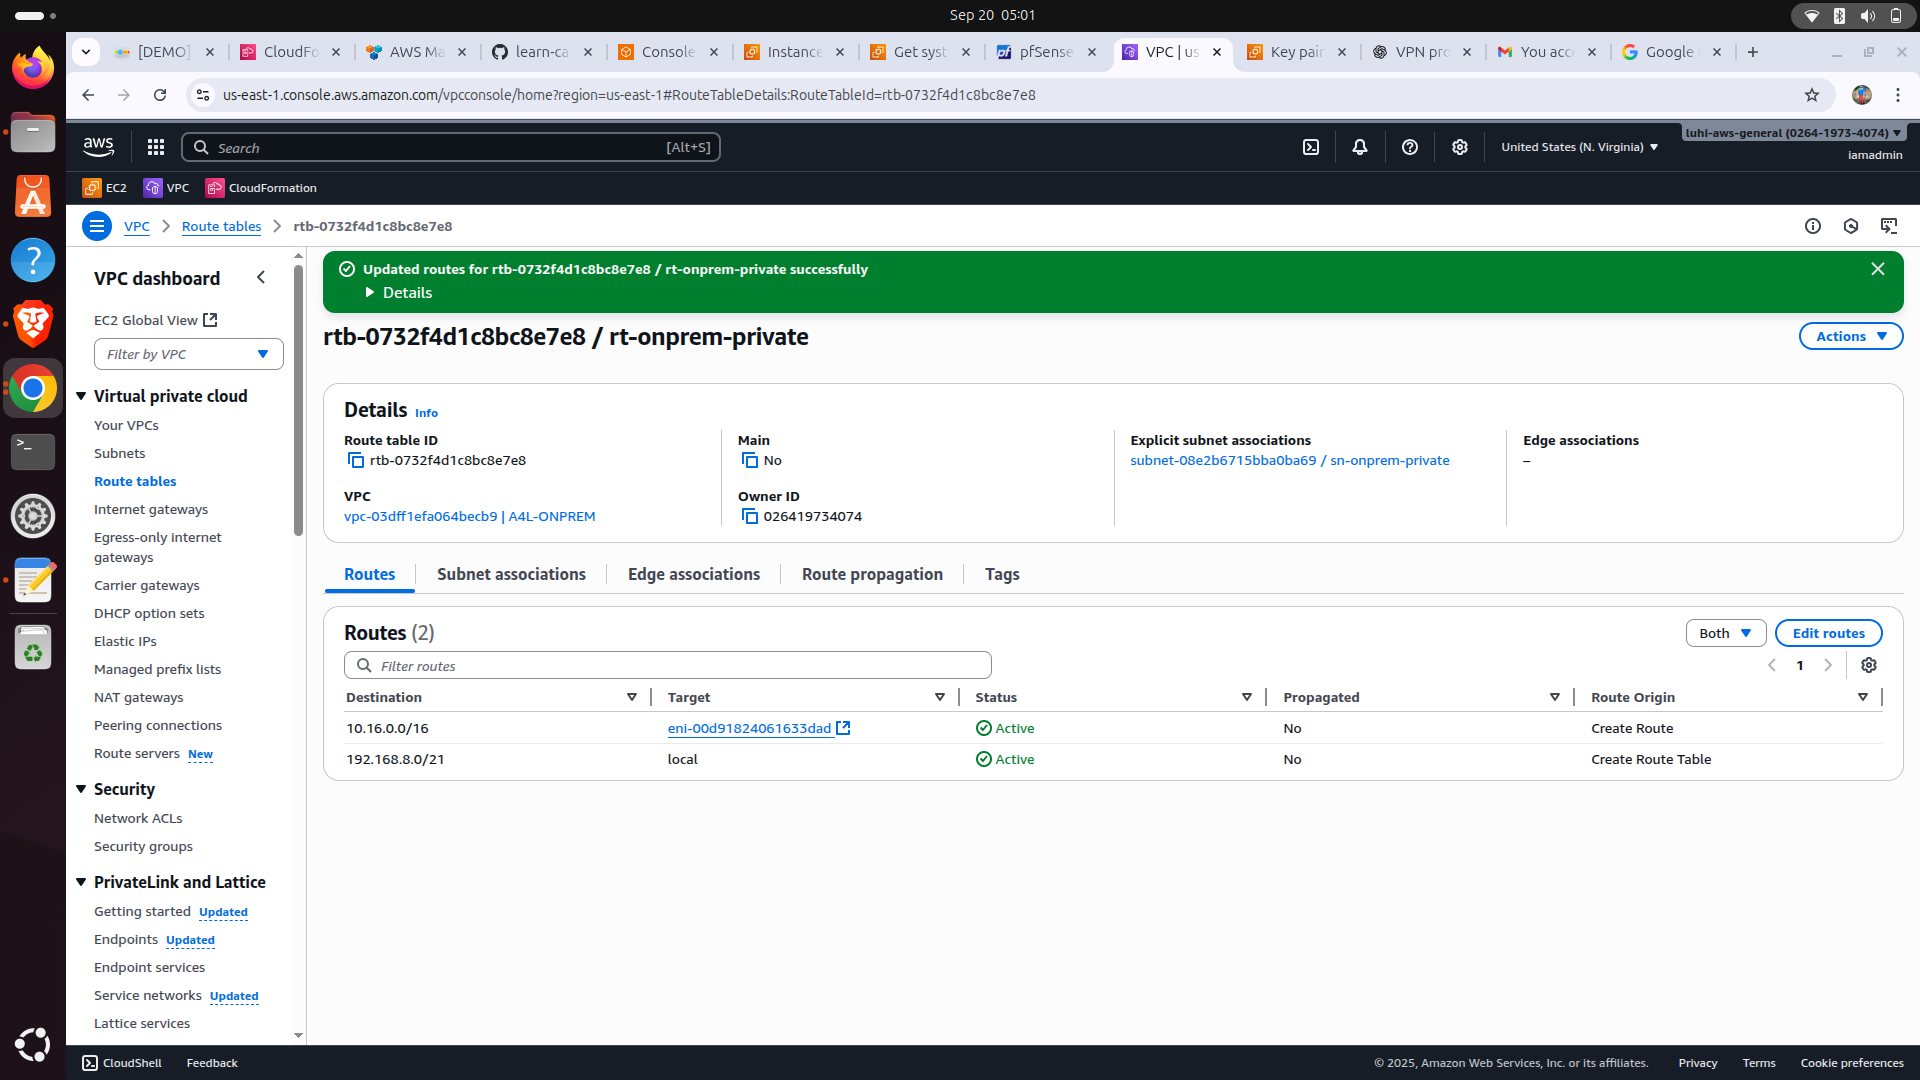 Sep 20 05:01
[DEMO]
CloudFo
AWS Ma
learn-ca
Console
Instance
Get syst
pfSense
VPC | us
Key pair
VPN pro
You acc
Google
us-east-1.console.aws.amazon.com/vpcconsole/home?region=us-east-1#RouteTableDetails:RouteTableId=rtb-0732f4d1c8bc8e7e8
aws
Search
[Alt+S]
United States (N. Virginia)
luhi-aws-general (0264-1973-4074)
iamadmin
EC2
VPC
CloudFormation
VPC
Route tables
rtb-0732f4d1c8bc8e7e8
VPC dashboard
EC2 Global View
Filter by VPC
Virtual private cloud
Your VPCs
Subnets
Route tables
Internet gateways
Egress-only internet
gateways
Carrier gateways
DHCP option sets
Elastic IPs
Managed prefix lists
NAT gateways
Peering connections
Route servers New
Security
Network ACLs
Security groups
PrivateLink and Lattice
Getting started Updated
Endpoints Updated
Endpoint services
Service networks Updated
Lattice services
Updated routes for rtb-0732f4d1c8bc8e7e8 / rt-onprem-private successfully
Details
rtb-0732f4d1c8bc8e7e8 / rt-onprem-private
Actions
Details Info
Route table ID
rtb-0732f4d1c8bc8e7e8
Main
No
Explicit subnet associations
subnet-08e2b6715bba0ba69 / sn-onprem-private
Edge associations
–
VPC
vpc-03dff1efa064becb9 | A4L-ONPREM
Owner ID
026419734074
Routes
Subnet associations
Edge associations
Route propagation
Tags
Routes (2)
Both
Edit routes
Filter routes
1
Destination Target Status Propagated Route Origin
10.16.0.0/16 eni-00d91824061633dad Active No Create Route
192.168.8.0/21 local Active No Create Route Table
CloudShell
Feedback
© 2025, Amazon Web Services, Inc. or its affiliates.
Privacy
Terms
Cookie preferences